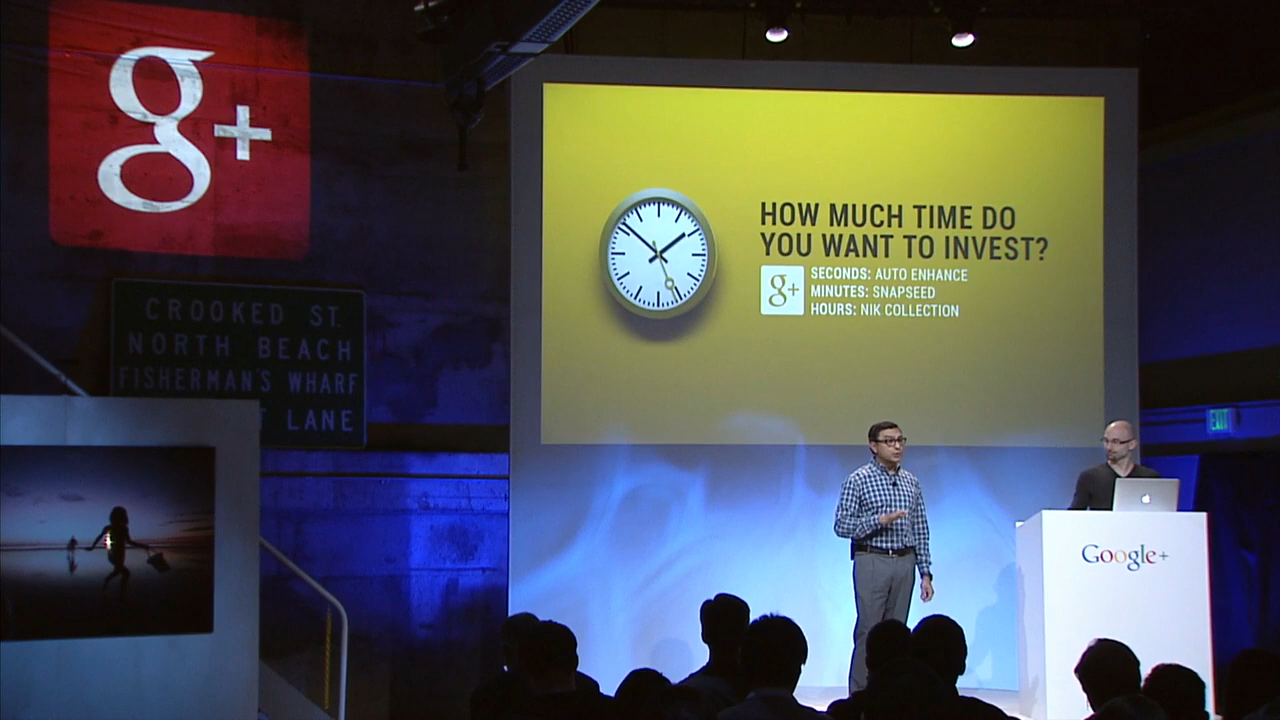 g+
CROOKED ST.
NORTH BEACH
FISHERMAN'S WHARF
LANE
HOW MUCH TIME DO
YOU WANT TO INVEST?
g+
SECONDS: AUTO ENHANCE
MINUTES: SNAPSEED
HOURS: NIK COLLECTION
EXIT
Google+